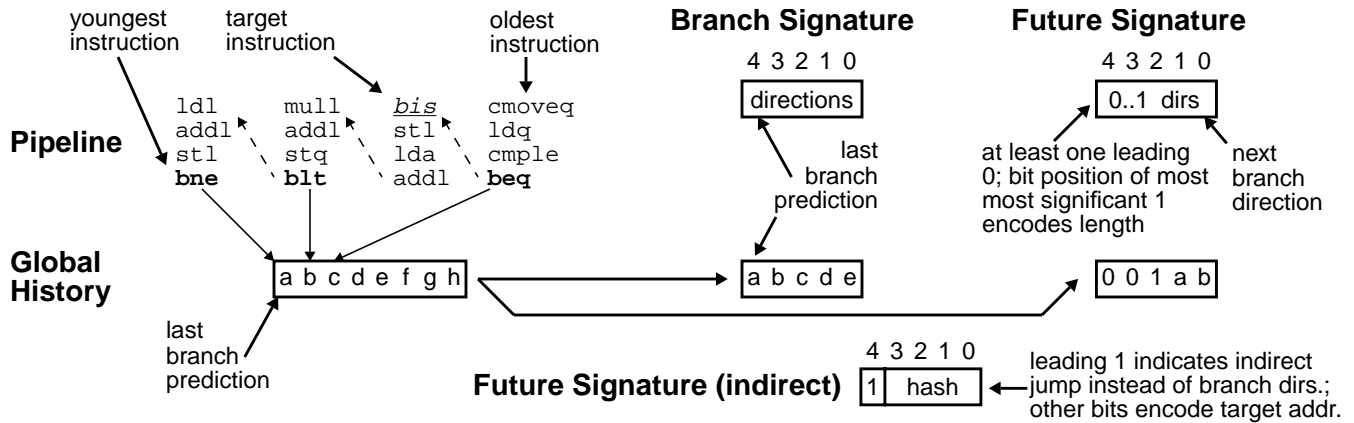 youngest
instruction
target
instruction
oldest
instruction
Branch Signature
Future Signature
4 3 2 1 0
4 3 2 1 0
directions
0..1 dirs
Pipeline
ldl mull bis cmoveq
addl addl stl ldq
stl stq lda cmple
bne blt addl beq
last
branch
prediction
at least one leading
0; bit position of most
most significant 1
encodes length
next
branch
direction
Global
History
a b c d e f g h
a b c d e
0 0 1 a b
last
branch
prediction
Future Signature (indirect)
4 3 2 1 0
1 hash
leading 1 indicates indirect
jump instead of branch dirs.;
other bits encode target addr.